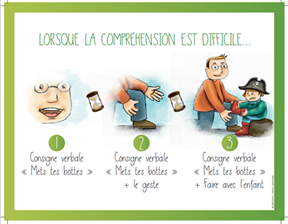 LORSQUE LA COMPRÉHENSION EST DIFFICILE...
1
Consigne verbale
« Mets tes bottes »
2
Consigne verbale
« Mets tes bottes »
+ le geste
3
Consigne verbale
« Mets tes bottes »
+ Faire avec l'enfant